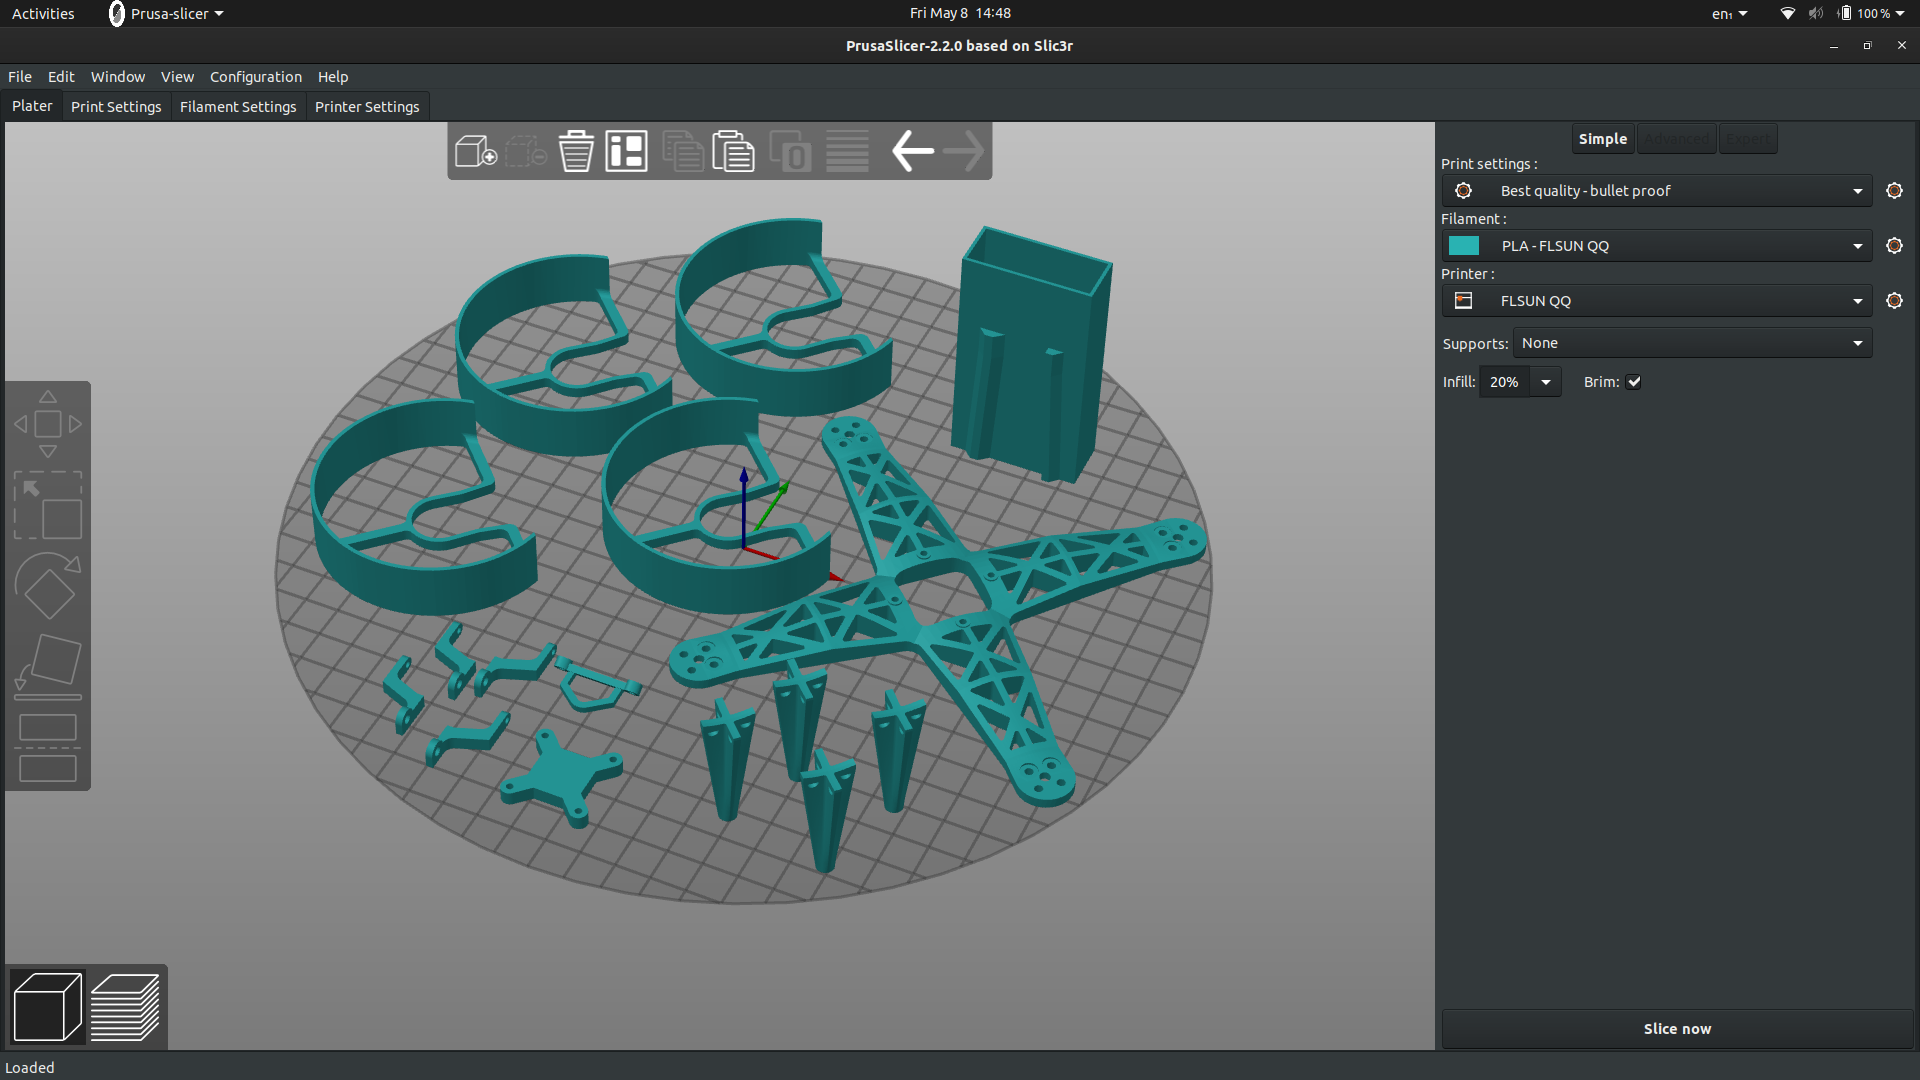 Activities
Prusa-slicer
Fri May 8 14:48
en₁
100 %
PrusaSlicer-2.2.0 based on Slic3r
File
Edit
Window
View
Configuration
Help
Plater
Print Settings
Filament Settings
Printer Settings
Simple
Advanced
Expert
Print settings :
Best quality - bullet proof
Filament :
PLA - FLSUN QQ
Printer :
FLSUN QQ
Supports:
None
Infill:
20%
Brim:
Slice now
Loaded